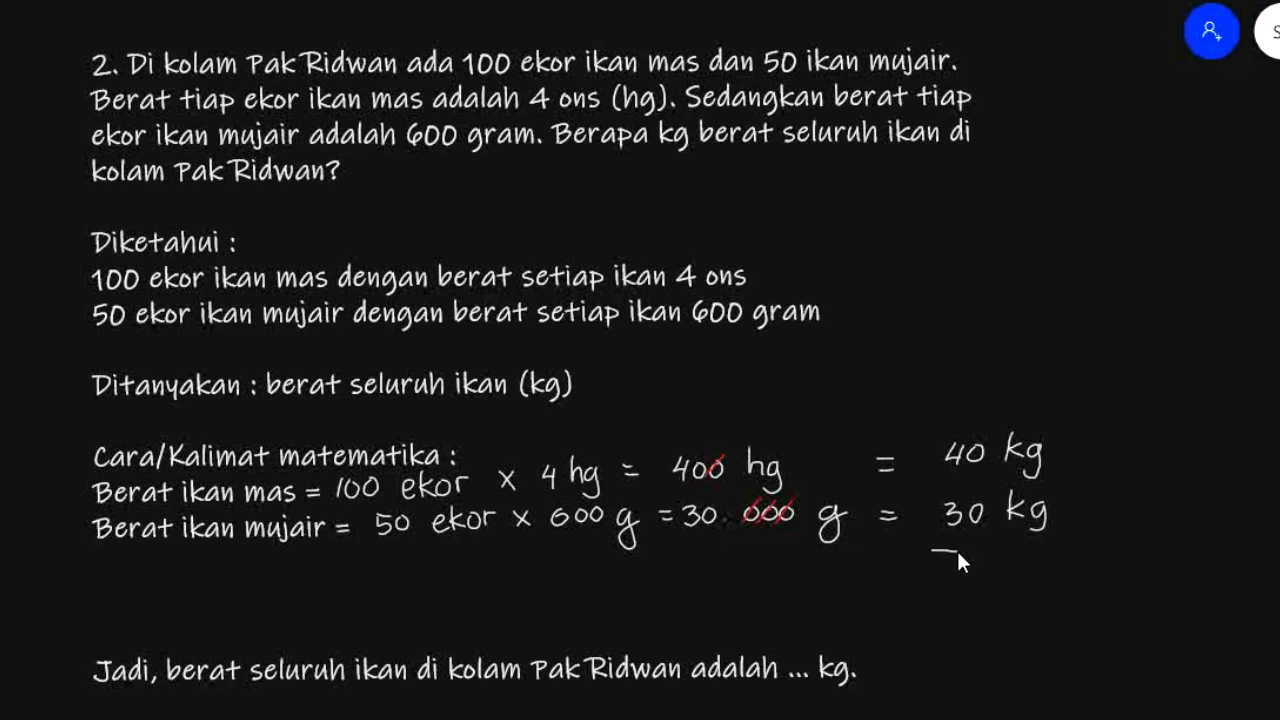 2. Di kolam Pak Ridwan ada 100 ekor ikan mas dan 50 ikan mujair.
Berat tiap ekor ikan mas adalah 4 ons (hg). Sedangkan berat tiap
ekor ikan mujair adalah 600 gram. Berapa kg berat seluruh ikan di
kolam Pak Ridwan?
Diketahui :
100 ekor ikan mas dengan berat setiap ikan 4 ons
50 ekor ikan mujair dengan berat setiap ikan 600 gram
Ditanyakan : berat seluruh ikan (kg)
Cara/Kalimat matematika :
Berat ikan mas = 100 ekor x 4 hg = 400 hg = 40 kg
Berat ikan mujair = 50 ekor x 600 g = 30.000 g = 30 kg
Jadi, berat seluruh ikan di kolam Pak Ridwan adalah ... kg.
S